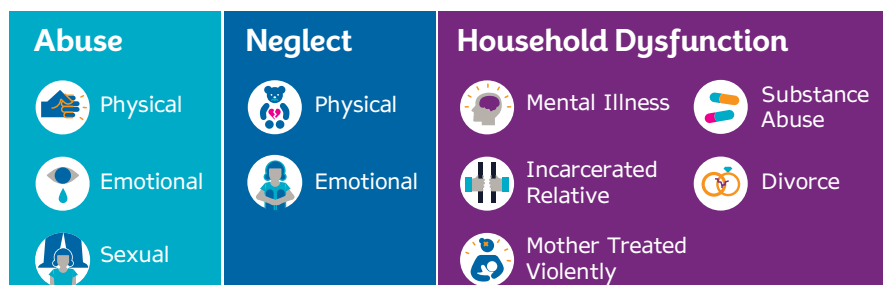 Abuse
Physical
Emotional
Sexual
Neglect
Physical
Emotional
Household Dysfunction
Mental Illness
Incarcerated
Relative
Mother Treated
Violently
Substance
Abuse
Divorce